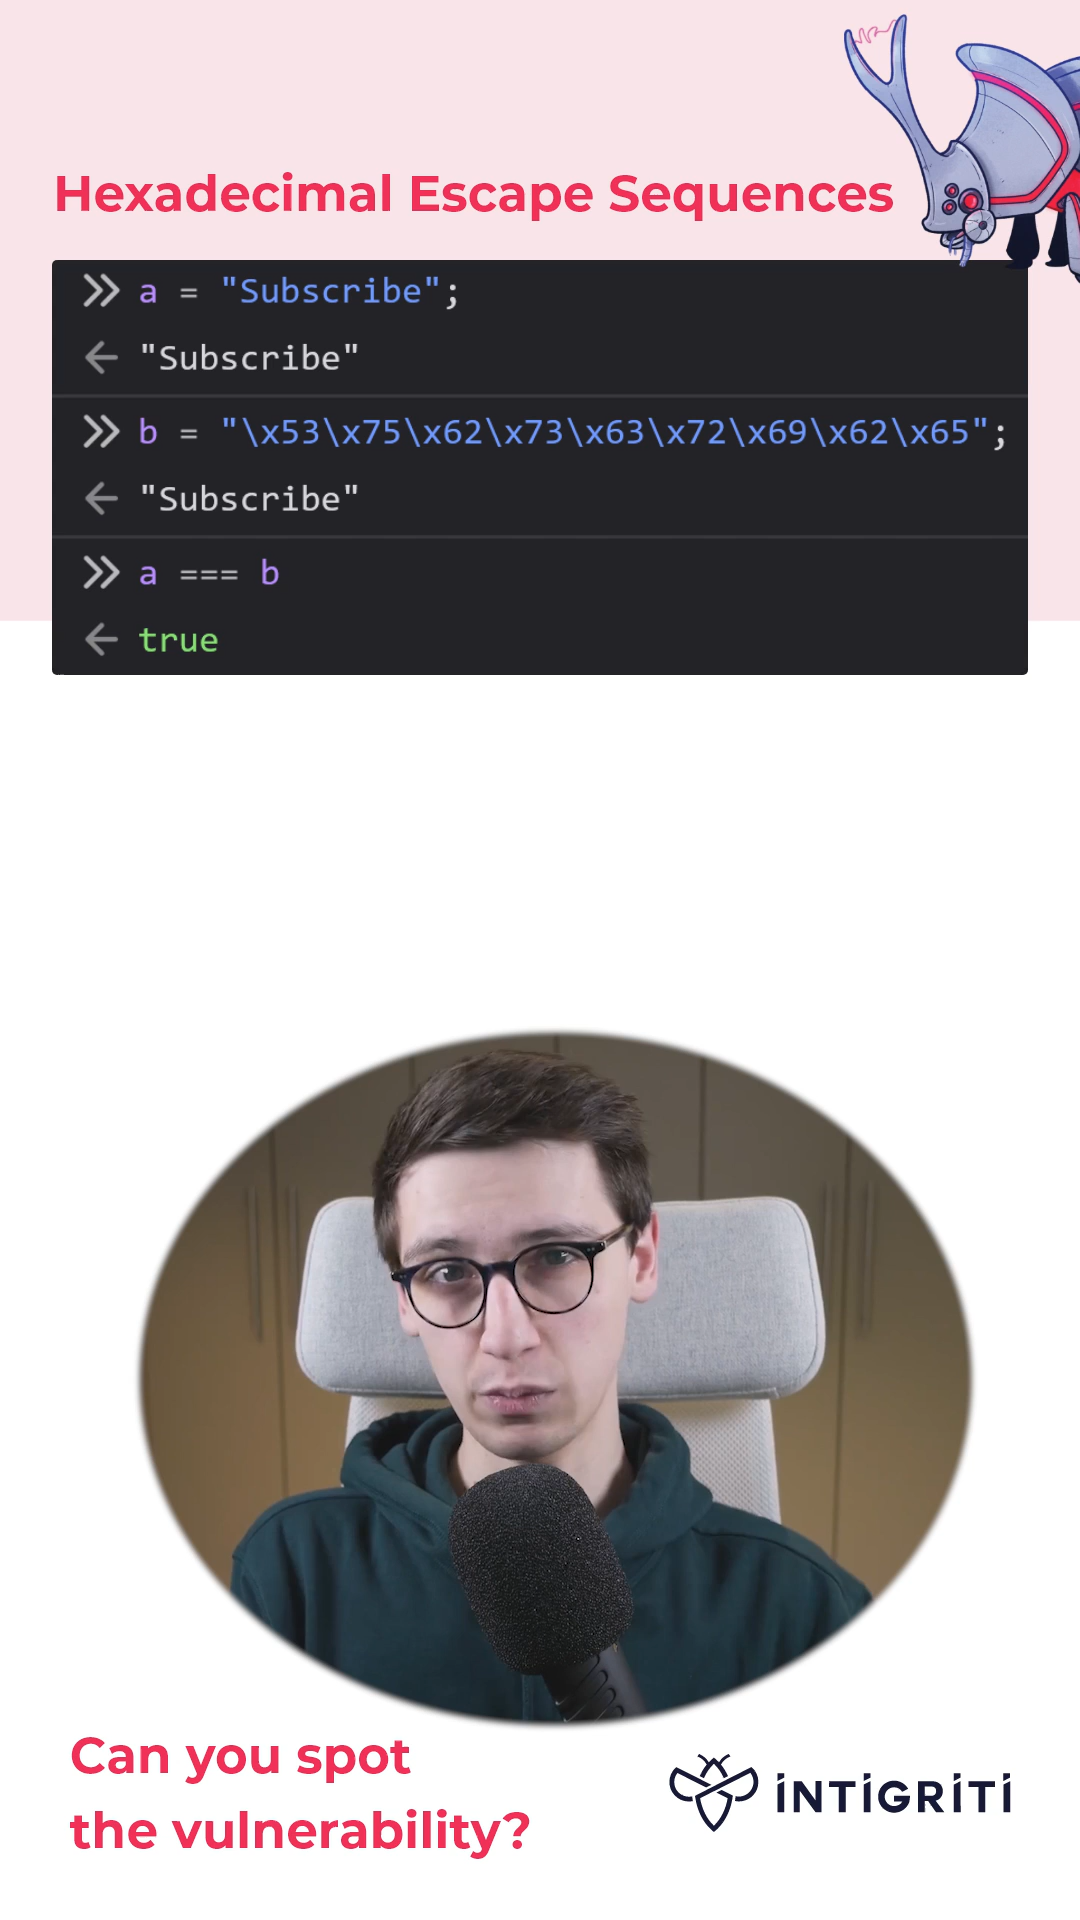 Hexadecimal Escape Sequences
>> a = "Subscribe";
← "Subscribe"
>> b = "\x53\x75\x62\x73\x63\x72\x69\x62\x65";
← "Subscribe"
>> a === b
← true
Can you spot
the vulnerability?
INTIGRITI